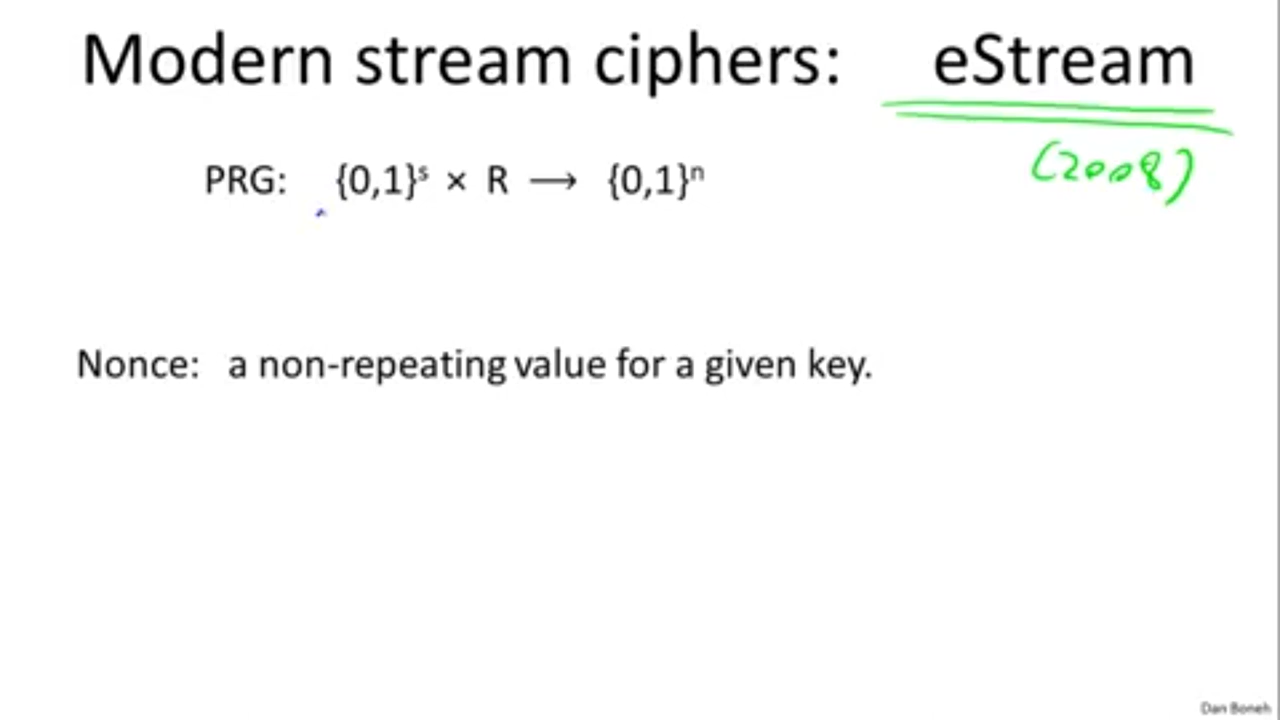 Modern stream ciphers: eStream
(2008)
PRG: {0,1}ˢ × R ⟶ {0,1}ⁿ
Nonce: a non-repeating value for a given key.
Dan Boneh